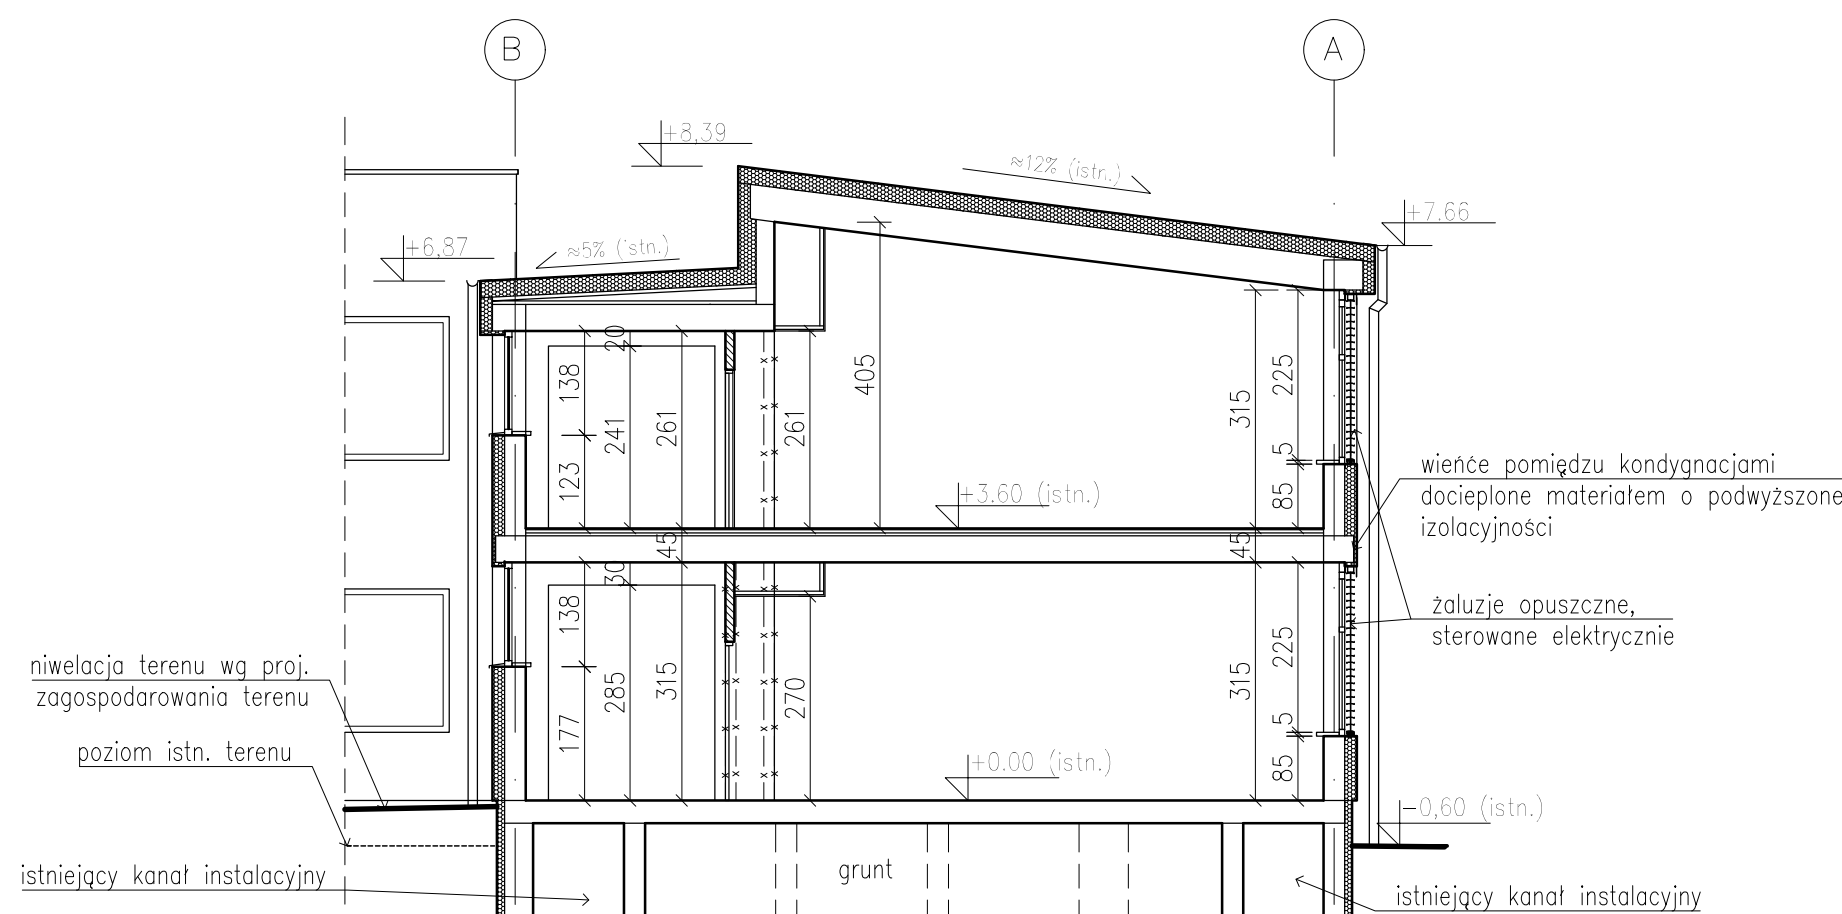 B
A
+8,39
≈12% (istn.)
+7.66
+6,87
≈5% (istn.)
20
138
241
261
123
261
405
315
225
5
85
+3.60 (istn.)
wieńće pomiędzu kondygnacjami
docieplone materiałem o podwyższone
izolacyjności
45
45
30
138
285
315
177
270
315
225
5
85
żaluzje opuszczne,
sterowane elektrycznie
niwelacja terenu wg proj.
zagospodarowania terenu
poziom istn. terenu
+0.00 (istn.)
-0,60 (istn.)
istniejący kanał instalacyjny
grunt
istniejący kanał instalacyjny